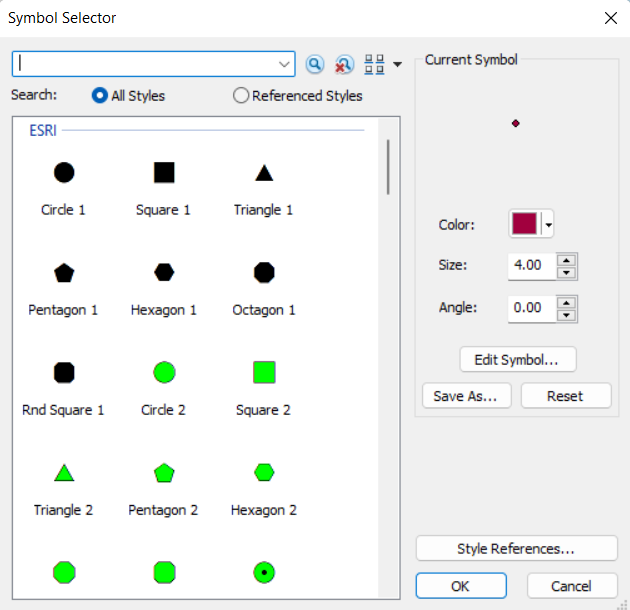 Symbol Selector
Search:
All Styles
Referenced Styles
ESRI
Circle 1
Square 1
Triangle 1
Pentagon 1
Hexagon 1
Octagon 1
Rnd Square 1
Circle 2
Square 2
Triangle 2
Pentagon 2
Hexagon 2
Current Symbol
Color:
Size:
4.00
Angle:
0.00
Edit Symbol...
Save As...
Reset
Style References...
OK
Cancel